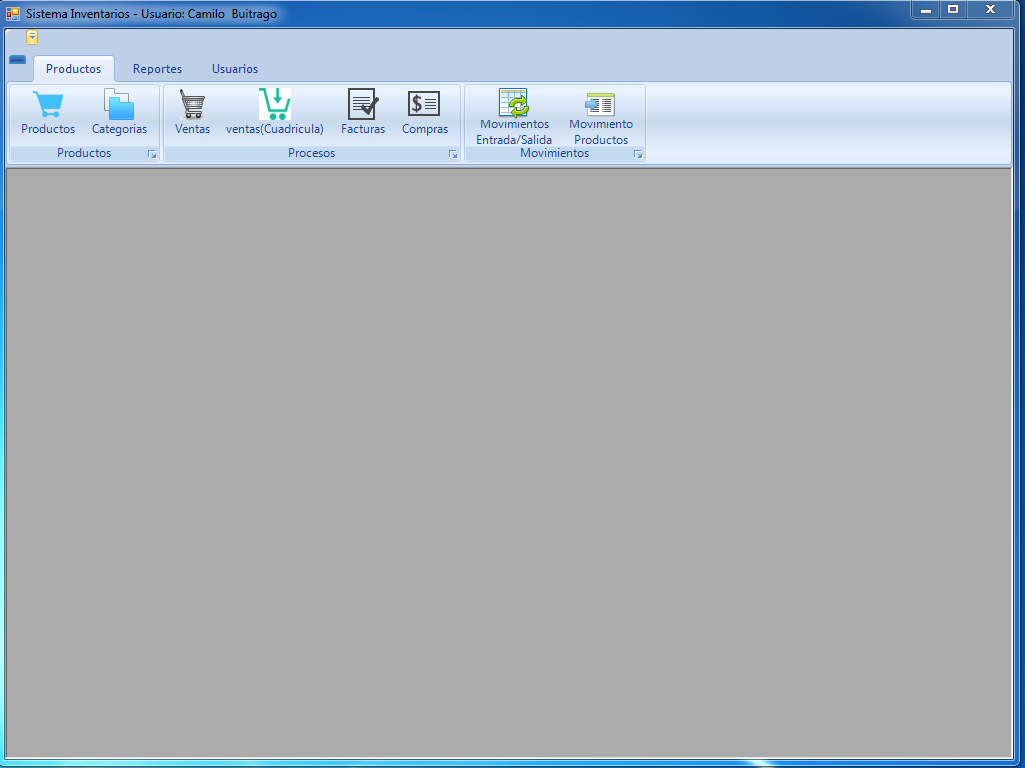 Sistema Inventarios - Usuario: Camilo  Buitrago
Productos Reportes Usuarios
Productos Categorias Ventas ventas(Cuadricula) Facturas Compras Movimientos Entrada/Salida Movimiento Productos
Productos Procesos Movimientos